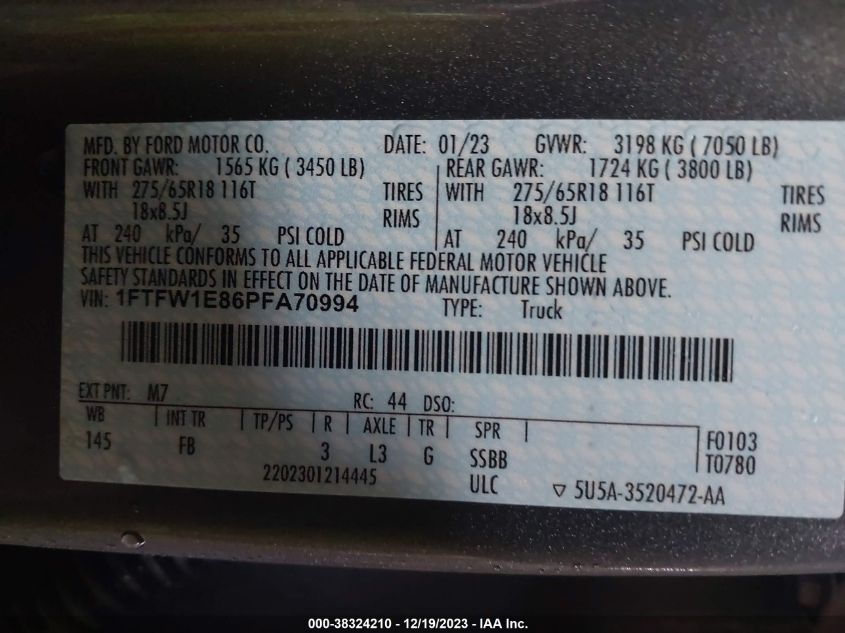 MFD. BY FORD MOTOR CO. DATE: 01/23 GVWR: 3198 KG ( 7050 LB)
FRONT GAWR: 1565 KG ( 3450 LB) REAR GAWR: 1724 KG ( 3800 LB)
WITH 275/65R18 116T TIRES WITH 275/65R18 116T TIRES
18x8.5J RIMS 18x8.5J RIMS
AT 240 kPa/ 35 PSI COLD AT 240 kPa/ 35 PSI COLD
THIS VEHICLE CONFORMS TO ALL APPLICABLE FEDERAL MOTOR VEHICLE
SAFETY STANDARDS IN EFFECT ON THE DATE OF MANUFACTURE SHOWN ABOVE.
VIN: 1FTFW1E86PFA70994 TYPE: Truck
EXT PNT: M7 RC: 44 DSO:
WB INT TR TP/PS R AXLE TR SPR
145 FB 3 L3 G SSBB F0103
T0780
2202301214445 ULC ▽ 5U5A-3520472-AA
000-38324210 - 12/19/2023 - IAA Inc.